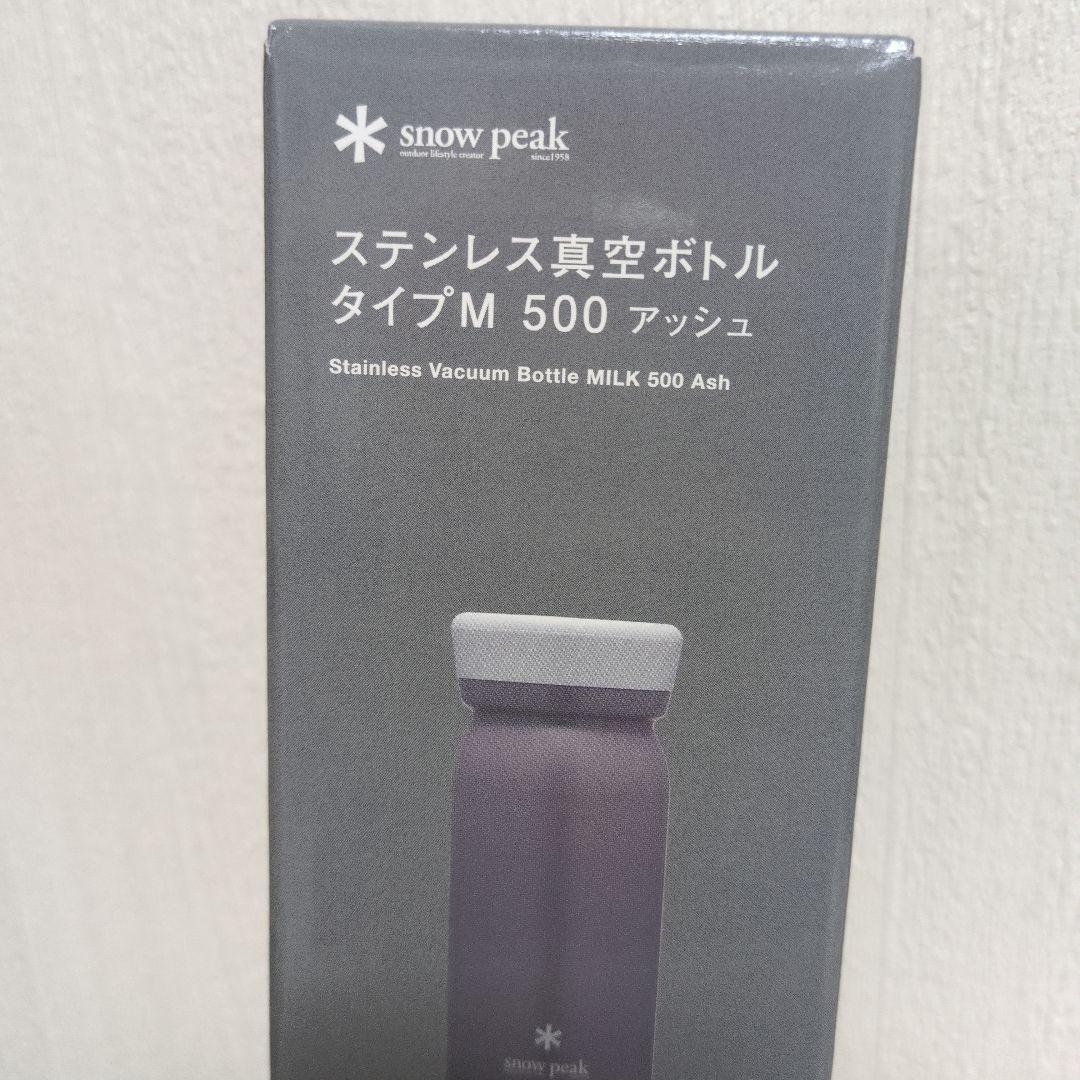 snow peak
outdoor lifestyle creator
since1958
ステンレス真空ボトル
タイプM 500 アッシュ
Stainless Vacuum Bottle MILK 500 Ash
snow peak